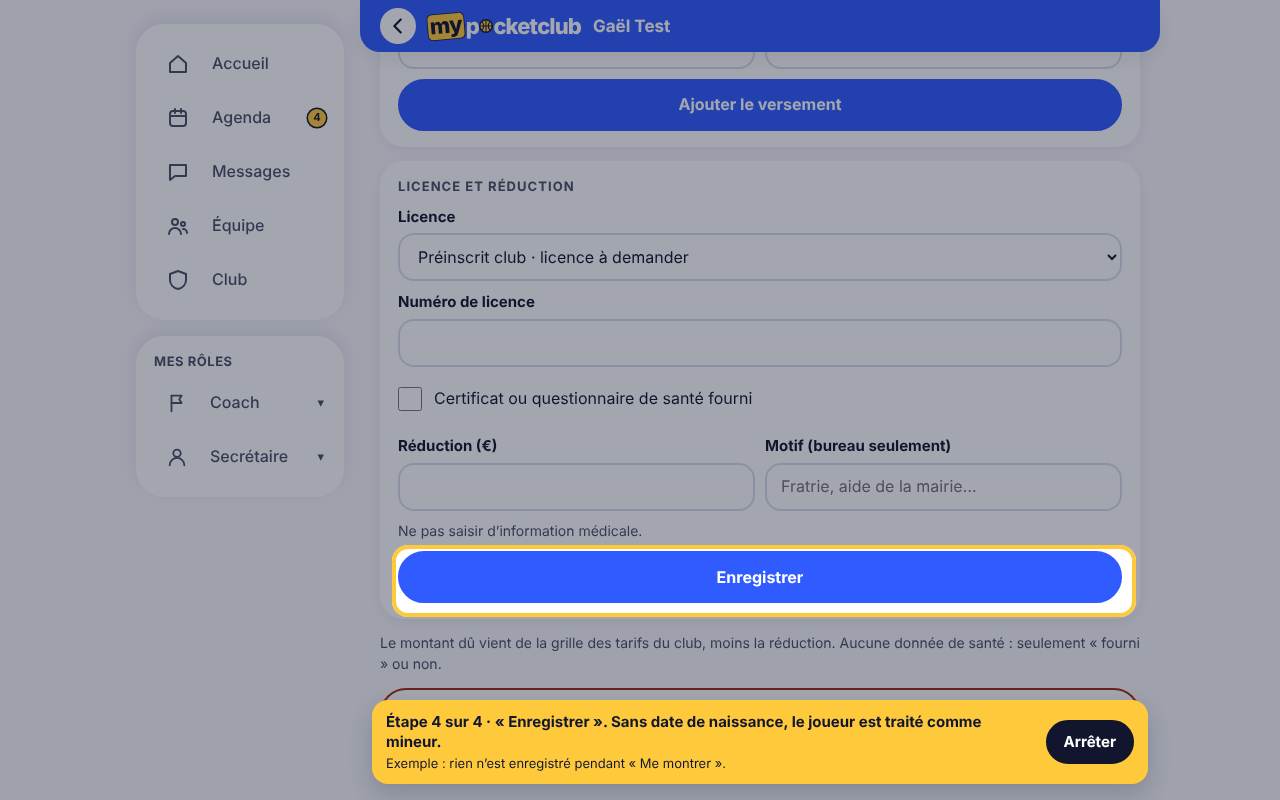 mypocketclub Gaël Test
Accueil
Agenda 4
Messages
Équipe
Club
MES RÔLES
Coach
Secrétaire
Ajouter le versement
LICENCE ET RÉDUCTION
Licence
Préinscrit club · licence à demander
Numéro de licence
Certificat ou questionnaire de santé fourni
Réduction (€) Motif (bureau seulement)
Fratrie, aide de la mairie...
Ne pas saisir d’information médicale.
Enregistrer
Le montant dû vient de la grille des tarifs du club, moins la réduction. Aucune donnée de santé : seulement « fourni
» ou non.
Étape 4 sur 4 · « Enregistrer ». Sans date de naissance, le joueur est traité comme
mineur.
Exemple : rien n’est enregistré pendant « Me montrer ».
Arrêter